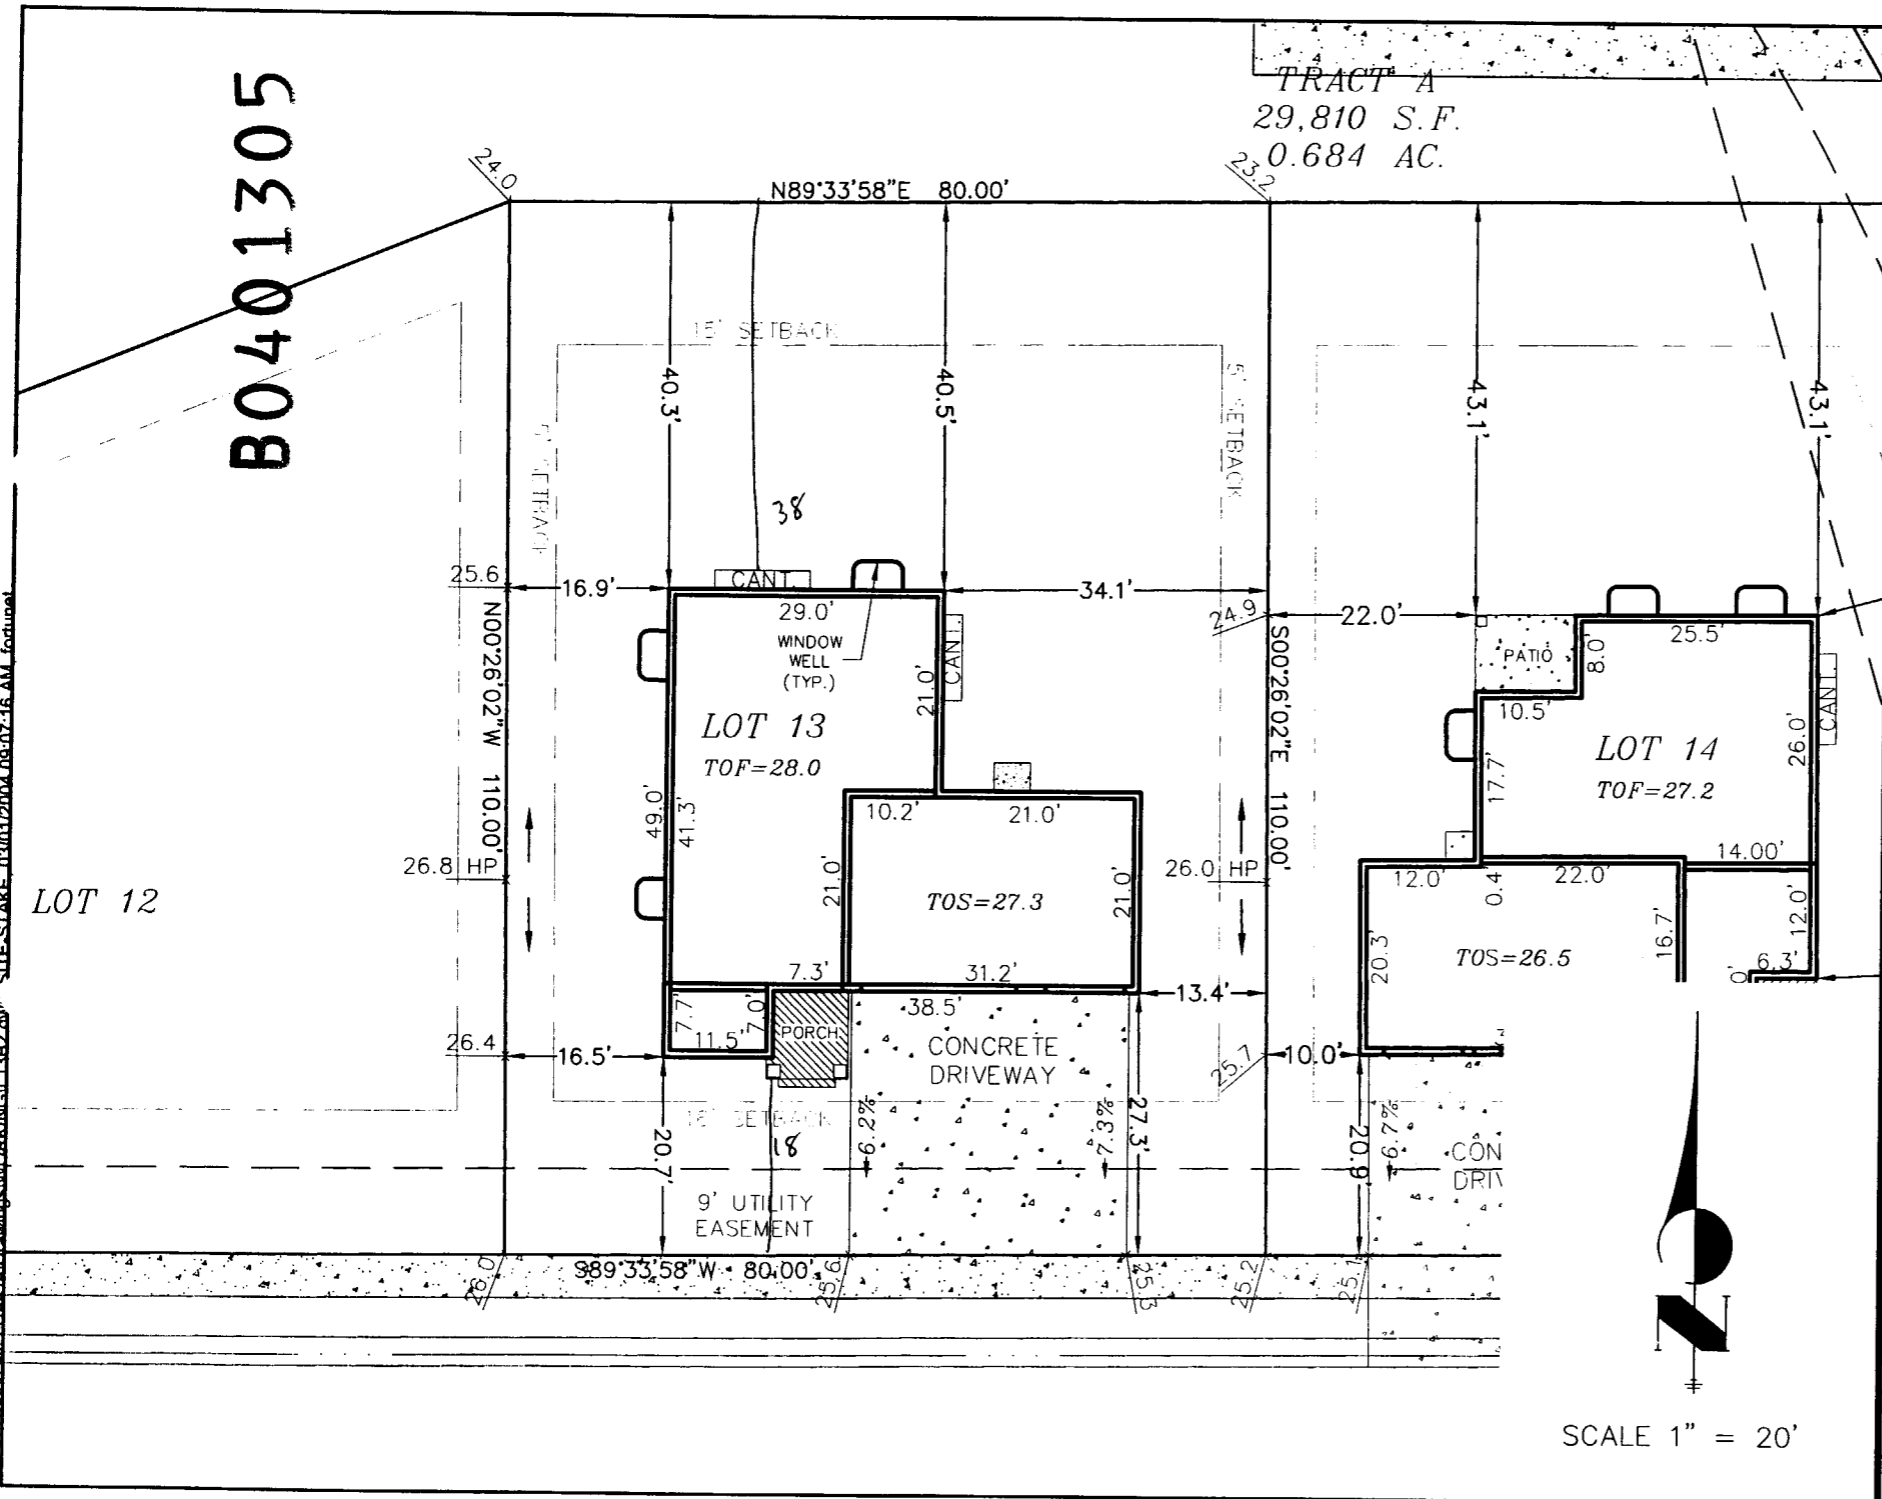 B0401305
TRACT A
29,810 S.F.
0.684 AC.
24.0
N89°33'58"E 80.00'
23.2
15' SETBACK
40.3'
40.5'
43.1'
43.1'
5' SETBACK
5' SETBACK
38
25.6
16.9'
CANT.
29.0'
34.1'
24.9
22.0'
25.5'
WINDOW
WELL
(TYP.)
CANT.
21.0'
PATIO
8.0'
CANT.
N00°26'02"W 110.00'
S00°26'02"E 110.00'
LOT 13
TOF=28.0
10.5'
LOT 14
TOF=27.2
26.0'
17.7'
49.0'
41.3'
10.2'
21.0'
26.8 HP
26.0 HP
14.00'
12.0'
0.4'
22.0'
LOT 12
21.0'
TOS=27.3
21.0'
12.0'
20.3'
TOS=26.5
16.7'
7.3'
31.2'
6.3'
13.4'
38.5'
7.7'
7.0'
11.5'
PORCH
CONCRETE
DRIVEWAY
26.4
16.5'
25.7
10.0'
16' SETBACK
18
20.7'
6.2%
7.3%
27.3'
20.9'
6.7%
CON
DRIV
9' UTILITY
EASEMENT
26.0
S89°33'58"W 80.00'
25.6
25.3
25.2
25.1
N
SCALE 1" = 20'